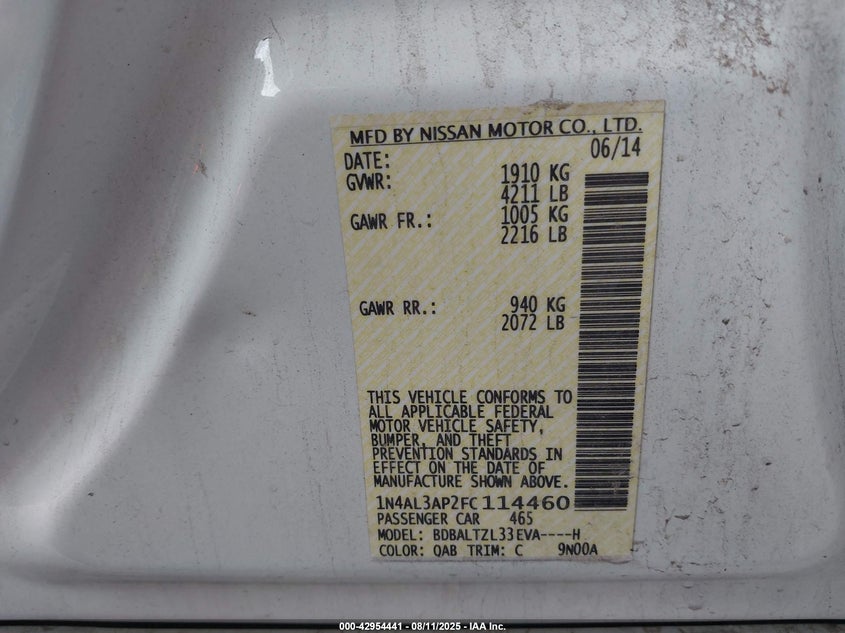 MFD BY NISSAN MOTOR CO., LTD.
DATE: 06/14
GVWR: 1910 KG
4211 LB
GAWR FR.: 1005 KG
2216 LB
GAWR RR.: 940 KG
2072 LB
THIS VEHICLE CONFORMS TO
ALL APPLICABLE FEDERAL
MOTOR VEHICLE SAFETY,
BUMPER, AND THEFT
PREVENTION STANDARDS IN
EFFECT ON THE DATE OF
MANUFACTURE SHOWN ABOVE.
1N4AL3AP2FC114460
PASSENGER CAR 465
MODEL: BDBALTZL33EVA----H
COLOR: QAB TRIM: C 9N00A
000-42954441 - 08/11/2025 - IAA Inc.